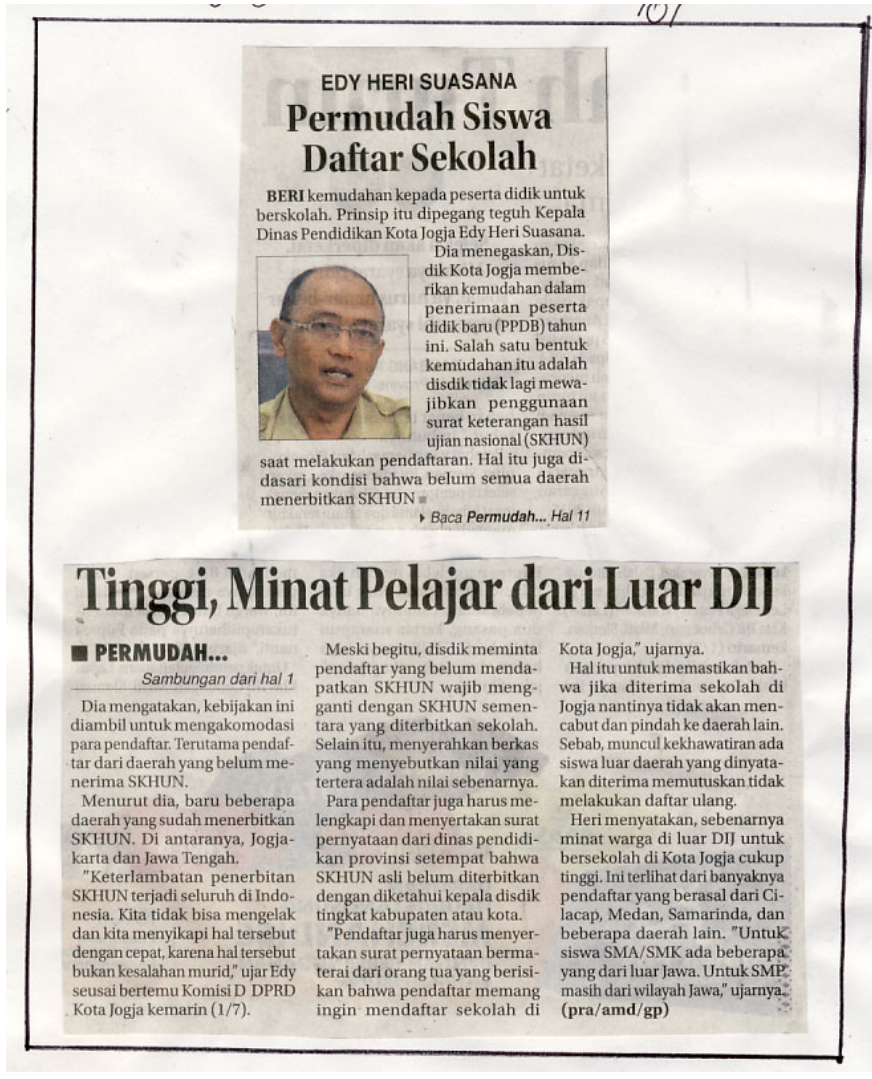 EDY HERI SUASANA
Permudah Siswa
Daftar Sekolah
BERI kemudahan kepada peserta didik untuk
berskolah. Prinsip itu dipegang teguh Kepala
Dinas Pendidikan Kota Jogja Edy Heri Suasana.
Dia menegaskan, Dis-
dik Kota Jogja membe-
rikan kemudahan dalam
penerimaan peserta
didik baru (PPDB) tahun
ini. Salah satu bentuk
kemudahan itu adalah
disdik tidak lagi mewa-
jibkan penggunaan
surat keterangan hasil
ujian nasional (SKHUN)
saat melakukan pendaftaran. Hal itu juga di-
dasari kondisi bahwa belum semua daerah
menerbitkan SKHUN
Baca Permudah... Hal 11
Tinggi, Minat Pelajar dari Luar DIJ
PERMUDAH...
Sambungan dari hal 1
Dia mengatakan, kebijakan ini
diambil untuk mengakomodasi
para pendaftar. Terutama pendaf-
tar dari daerah yang belum me-
nerima SKHUN.
Menurut dia, baru beberapa
daerah yang sudah menerbitkan
SKHUN. Di antaranya, Jogja-
karta dan Jawa Tengah.
"Keterlambatan penerbitan
SKHUN terjadi seluruh di Indo-
nesia. Kita tidak bisa mengelak
dan kita menyikapi hal tersebut
dengan cepat, karena hal tersebut
bukan kesalahan murid," ujar Edy
seusai bertemu Komisi D DPRD
Kota Jogja kemarin (1/7).
Meski begitu, disdik meminta
pendaftar yang belum menda-
patkan SKHUN wajib meng-
ganti dengan SKHUN semen-
tara yang diterbitkan sekolah.
Selain itu, menyerahkan berkas
yang menyebutkan nilai yang
tertera adalah nilai sebenarnya.
Para pendaftar juga harus me-
lengkapi dan menyertakan surat
pernyataan dari dinas pendidi-
kan provinsi setempat bahwa
SKHUN asli belum diterbitkan
dengan diketahui kepala disdik
tingkat kabupaten atau kota.
"Pendaftar juga harus menyer-
takan surat pernyataan berma-
terai dari orang tua yang berisi-
kan bahwa pendaftar memang
ingin mendaftar sekolah di
Kota Jogja," ujarnya.
Hal itu untuk memastikan bah-
wa jika diterima sekolah di
Jogja nantinya tidak akan men-
cabut dan pindah ke daerah lain.
Sebab, muncul kekhawatiran ada
siswa luar daerah yang dinyata-
kan diterima memutuskan tidak
melakukan daftar ulang.
Heri menyatakan, sebenarnya
minat warga di luar DIJ untuk
bersekolah di Kota Jogja cukup
tinggi. Ini terlihat dari banyaknya
pendaftar yang berasal dari Ci-
lacap, Medan, Samarinda, dan
beberapa daerah lain. "Untuk
siswa SMA/SMK ada beberapa
yang dari luar Jawa. Untuk SMP
masih dari wilayah Jawa," ujarnya.
(pra/amd/gp)